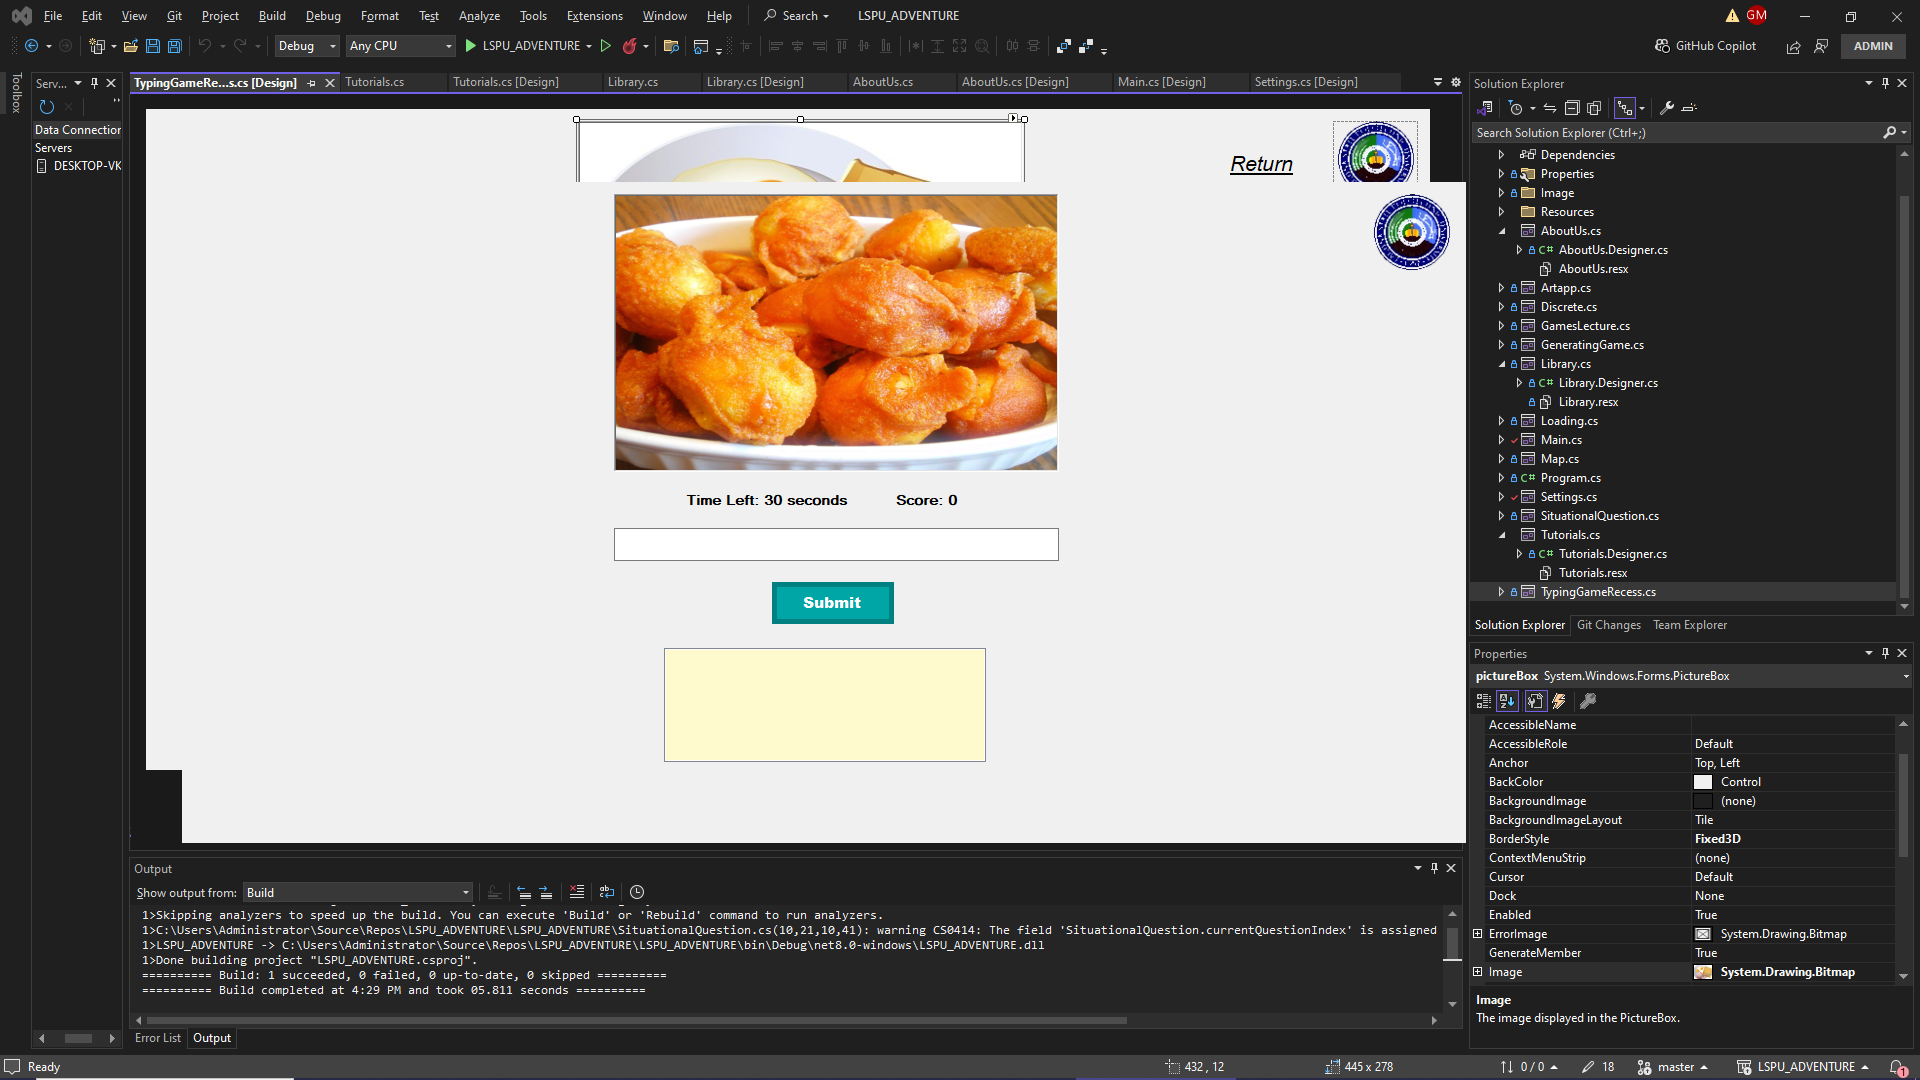 File Edit View Git Project Build Debug Format Test Analyze Tools Extensions Window Help Search LSPU_ADVENTURE GM
Debug Any CPU LSPU_ADVENTURE GitHub Copilot ADMIN
Toolbox
Serv...
Data Connection
Servers
DESKTOP-VK
TypingGameRe...s.cs [Design] Tutorials.cs Tutorials.cs [Design] Library.cs Library.cs [Design] AboutUs.cs AboutUs.cs [Design] Main.cs [Design] Settings.cs [Design]
Return
Time Left: 30 seconds Score: 0
Submit
Output
Show output from: Build
1>Skipping analyzers to speed up the build. You can execute 'Build' or 'Rebuild' command to run analyzers.
1>C:\Users\Administrator\Source\Repos\LSPU_ADVENTURE\LSPU_ADVENTURE\SituationalQuestion.cs(10,21,10,41): warning CS0414: The field 'SituationalQuestion.currentQuestionIndex' is assigned
1>LSPU_ADVENTURE -> C:\Users\Administrator\Source\Repos\LSPU_ADVENTURE\LSPU_ADVENTURE\bin\Debug\net8.0-windows\LSPU_ADVENTURE.dll
1>Done building project "LSPU_ADVENTURE.csproj".
========== Build: 1 succeeded, 0 failed, 0 up-to-date, 0 skipped ==========
========== Build completed at 4:29 PM and took 05.811 seconds ==========
Error List Output
Solution Explorer
Search Solution Explorer (Ctrl+;)
Dependencies
Properties
Image
Resources
AboutUs.cs
C# AboutUs.Designer.cs
AboutUs.resx
Artapp.cs
Discrete.cs
GamesLecture.cs
GeneratingGame.cs
Library.cs
C# Library.Designer.cs
Library.resx
Loading.cs
Main.cs
Map.cs
C# Program.cs
Settings.cs
SituationalQuestion.cs
Tutorials.cs
C# Tutorials.Designer.cs
Tutorials.resx
TypingGameRecess.cs
Solution Explorer Git Changes Team Explorer
Properties
pictureBox System.Windows.Forms.PictureBox
AccessibleName
AccessibleRole Default
Anchor Top, Left
BackColor Control
BackgroundImage (none)
BackgroundImageLayout Tile
BorderStyle Fixed3D
ContextMenuStrip (none)
Cursor Default
Dock None
Enabled True
ErrorImage System.Drawing.Bitmap
GenerateMember True
Image System.Drawing.Bitmap
Image
The image displayed in the PictureBox.
Ready 432 , 12 445 x 278 0 / 0 18 master LSPU_ADVENTURE 1